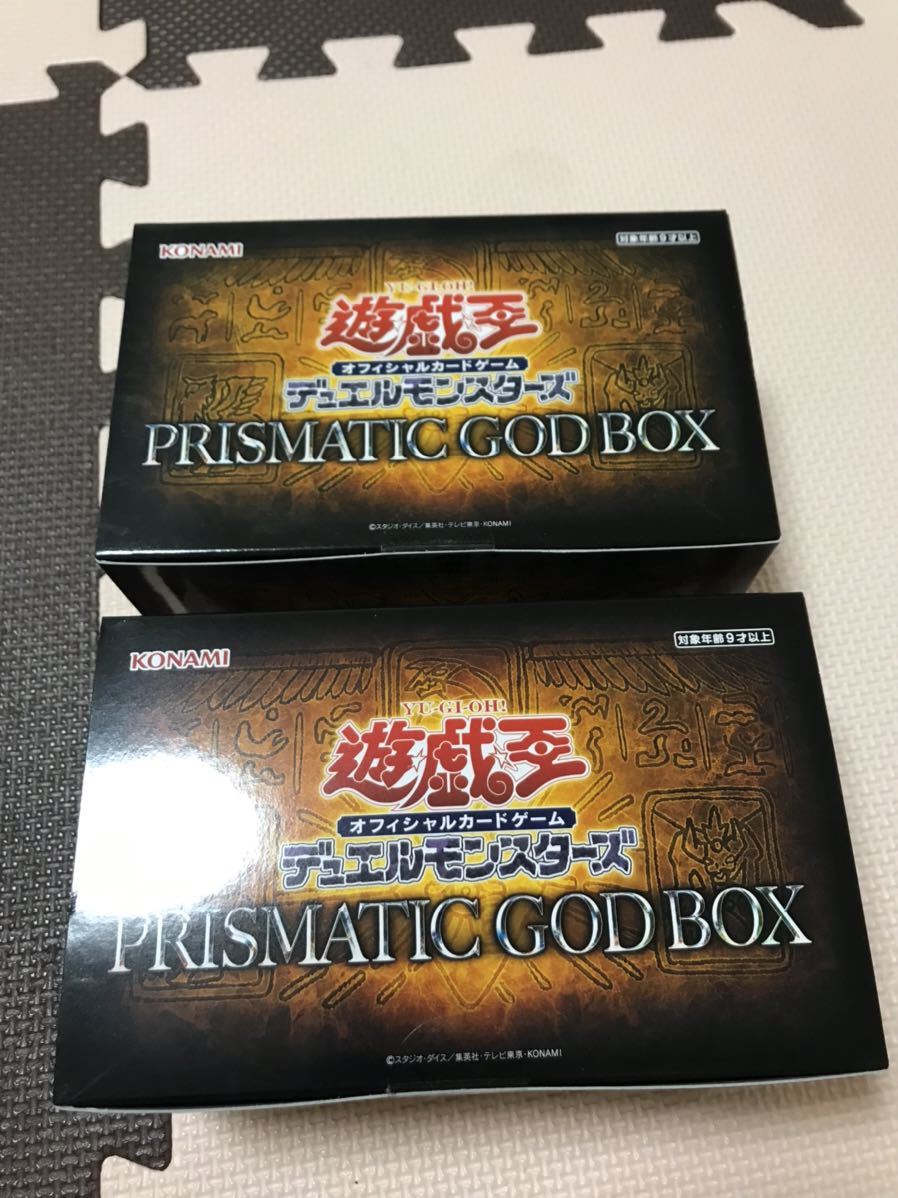 KONAMI
対象年齢9才以上
YU-GI-OH!
遊戯王
オフィシャルカードゲーム
デュエルモンスターズ
PRISMATIC GOD BOX
©スタジオ・ダイス／集英社・テレビ東京・KONAMI
KONAMI
対象年齢9才以上
YU-GI-OH!
遊戯王
オフィシャルカードゲーム
デュエルモンスターズ
PRISMATIC GOD BOX
©スタジオ・ダイス／集英社・テレビ東京・KONAMI